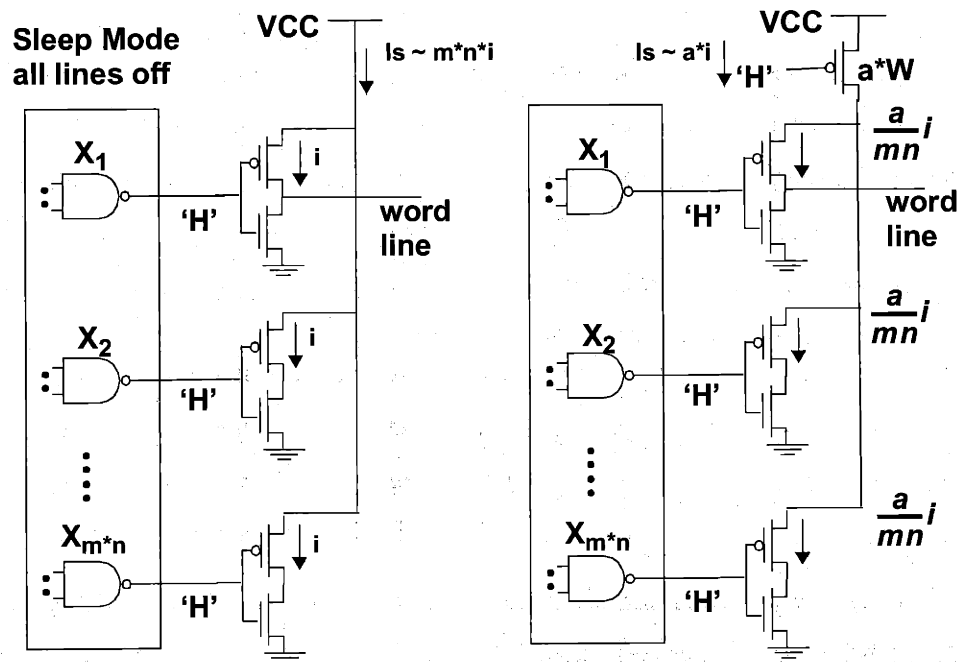 Sleep Mode
all lines off
VCC
Is ~ m*n*i
X1
'H'
i
word
line
X2
'H'
i
Xm*n
'H'
i
VCC
Is ~ a*i
'H'
a*W
X1
'H'
a/mn i
word
line
X2
'H'
a/mn i
Xm*n
'H'
a/mn i